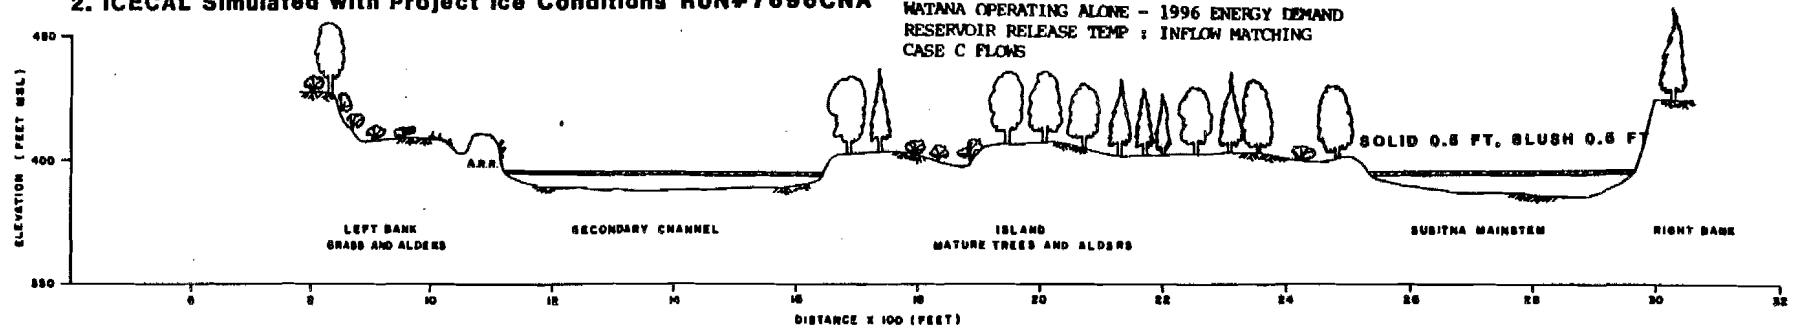 2. ICECAL Simulated with Project Ice Conditions RUN#7696CNA
WATANA OPERATING ALONE - 1996 ENERGY DEMAND
RESERVOIR RELEASE TEMP : INFLOW MATCHING
CASE C FLOWS
ELEVATION (FEET MSL)
450
400
350
A.R.R.
SOLID 0.5 FT, SLUSH 0.5 FT
LEFT BANK
GRASS AND ALDERS
SECONDARY CHANNEL
ISLAND
MATURE TREES AND ALDERS
SUSITNA MAINSTEM
RIGHT BANK
6 8 10 12 14 16 18 20 22 24 26 28 30 32
DISTANCE X 100 (FEET)